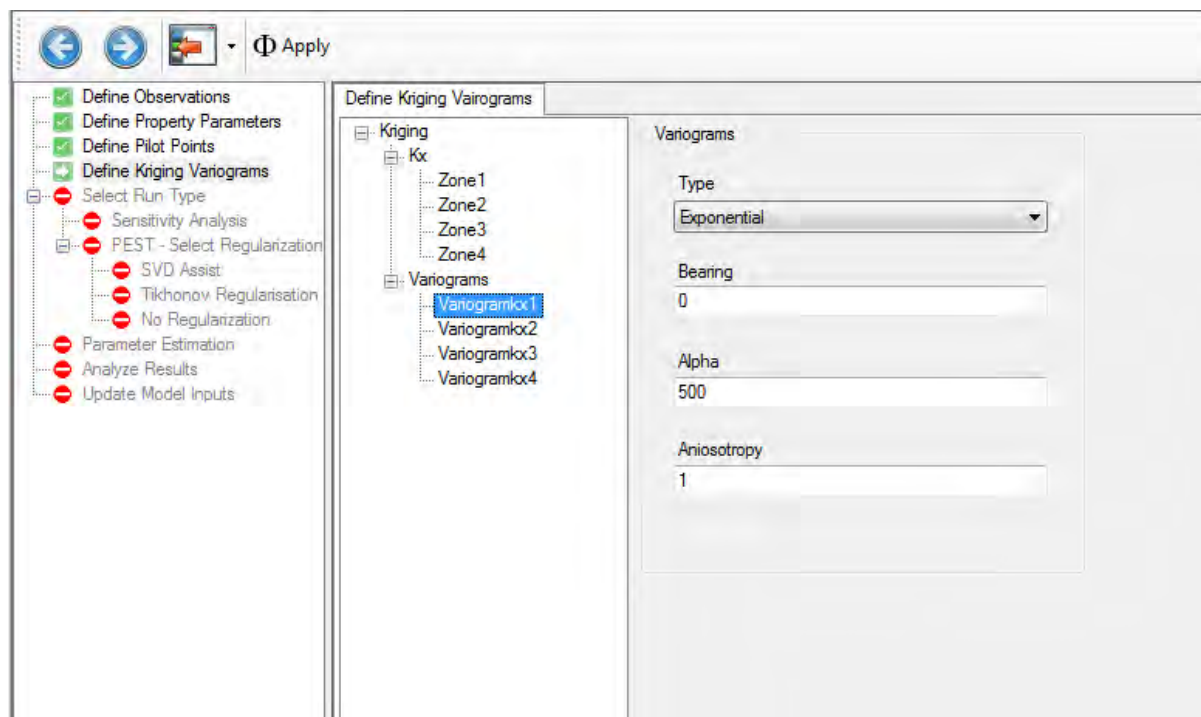 Φ Apply
Define Observations
Define Property Parameters
Define Pilot Points
Define Kriging Variograms
Select Run Type
Sensitivity Analysis
PEST - Select Regularization
SVD Assist
Tikhonov Regularisation
No Regularization
Parameter Estimation
Analyze Results
Update Model Inputs
Define Kriging Vairograms
Kriging
Kx
Zone1
Zone2
Zone3
Zone4
Variograms
Variogramkx1
Variogramkx2
Variogramkx3
Variogramkx4
Variograms
Type
Exponential
Bearing
0
Alpha
500
Aniosotropy
1